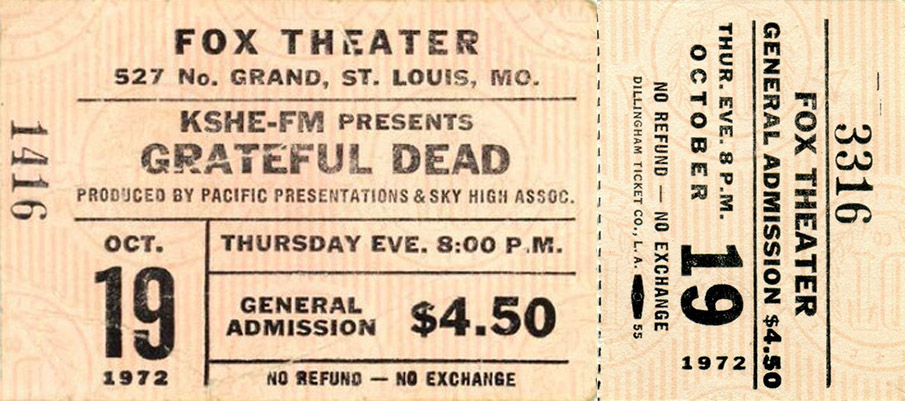 1416
FOX THEATER
527 No. GRAND, ST. LOUIS, MO.
KSHE-FM PRESENTS
GRATEFUL DEAD
PRODUCED BY PACIFIC PRESENTATIONS & SKY HIGH ASSOC.
OCT.
19
1972
THURSDAY EVE. 8:00 P.M.
GENERAL
ADMISSION
$4.50
NO REFUND — NO EXCHANGE
3316
FOX THEATER
GENERAL ADMISSION $4.50
THUR. EVE. 8 P.M.
OCTOBER
19
1972
NO REFUND — NO EXCHANGE
DILLINGHAM TICKET CO., L.A. 55